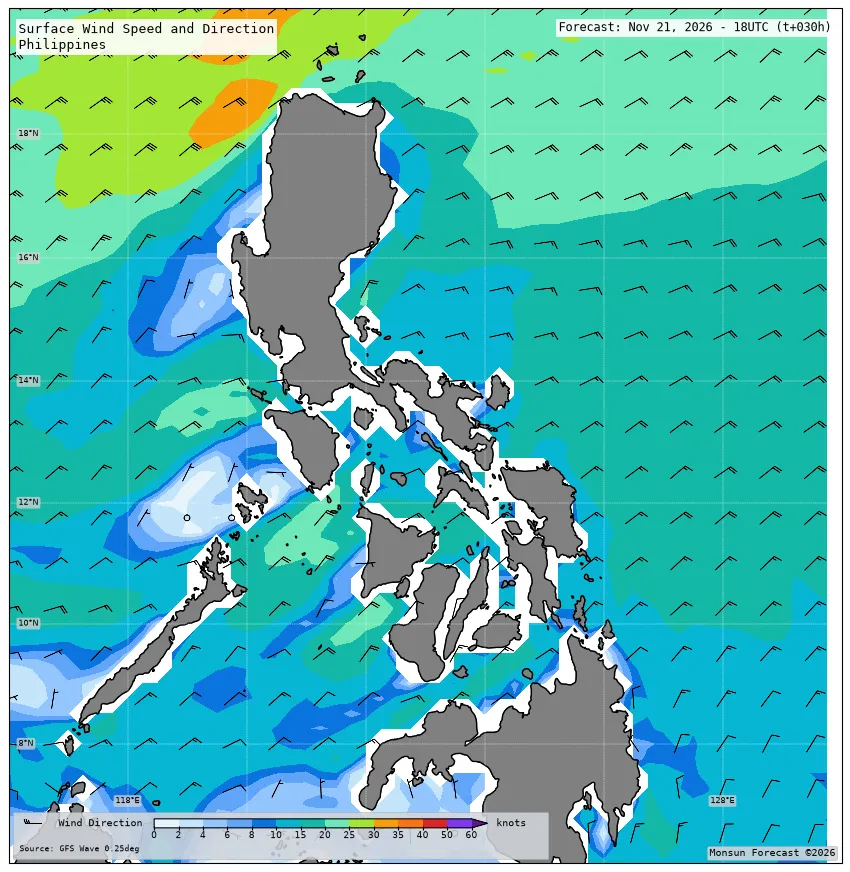 Surface Wind Speed and Direction
Philippines
Forecast: Nov 21, 2026 - 18UTC (t+030h)
18°N
16°N
14°N
12°N
10°N
8°N
118°E
128°E
Wind Direction
0 2 4 6 8 10 15 20 25 30 35 40 50 60
knots
Source: GFS Wave 0.25deg
Monsun Forecast ©2026